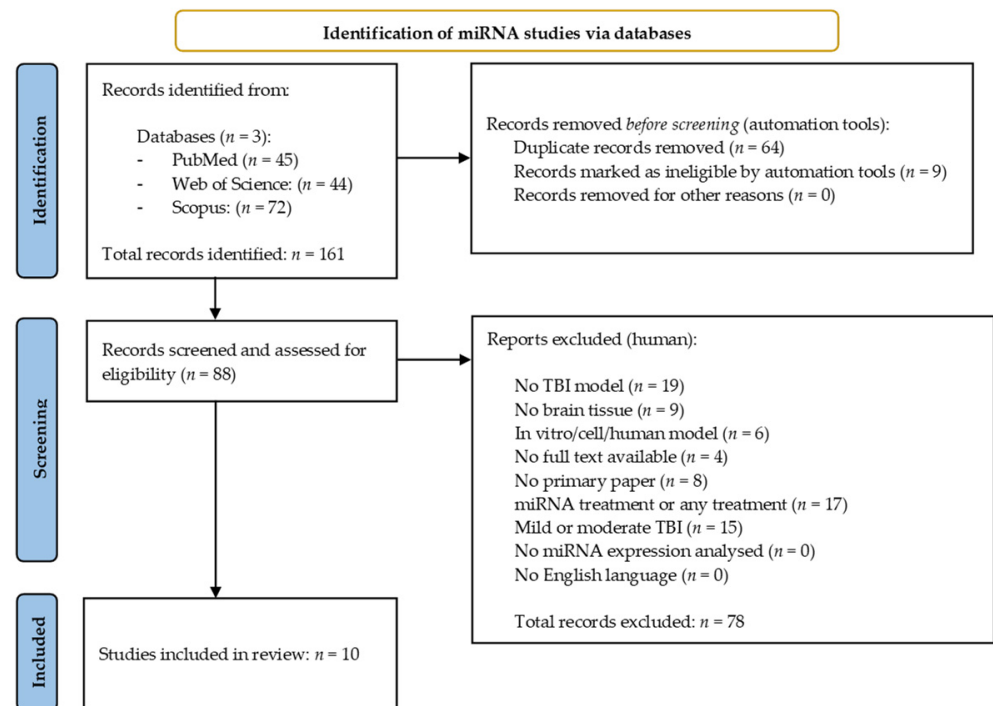 Identification of miRNA studies via databases
Identification
Records identified from:
Databases (n = 3):
- PubMed (n = 45)
- Web of Science: (n = 44)
- Scopus: (n = 72)
Total records identified: n = 161
Records removed before screening (automation tools):
Duplicate records removed (n = 64)
Records marked as ineligible by automation tools (n = 9)
Records removed for other reasons (n = 0)
Screening
Records screened and assessed for
eligibility (n = 88)
Reports excluded (human):
No TBI model (n = 19)
No brain tissue (n = 9)
In vitro/cell/human model (n = 6)
No full text available (n = 4)
No primary paper (n = 8)
miRNA treatment or any treatment (n = 17)
Mild or moderate TBI (n = 15)
No miRNA expression analysed (n = 0)
No English language (n = 0)
Total records excluded: n = 78
Included
Studies included in review: n = 10